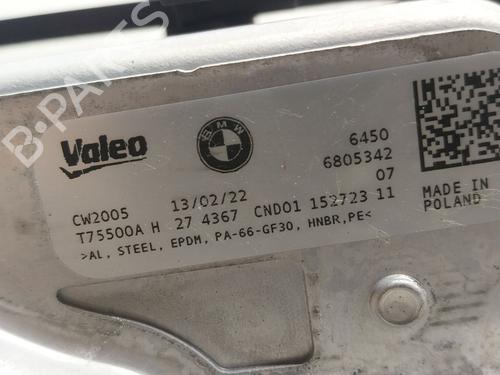 B-PARTS
Valeo
BMW
6450
6805342
07
CW2005 13/02/22
T75500A H 27 4367 CND01 152723 11
>AL, STEEL, EPDM, PA-66-GF30, HNBR,PE<
MADE IN
POLAND